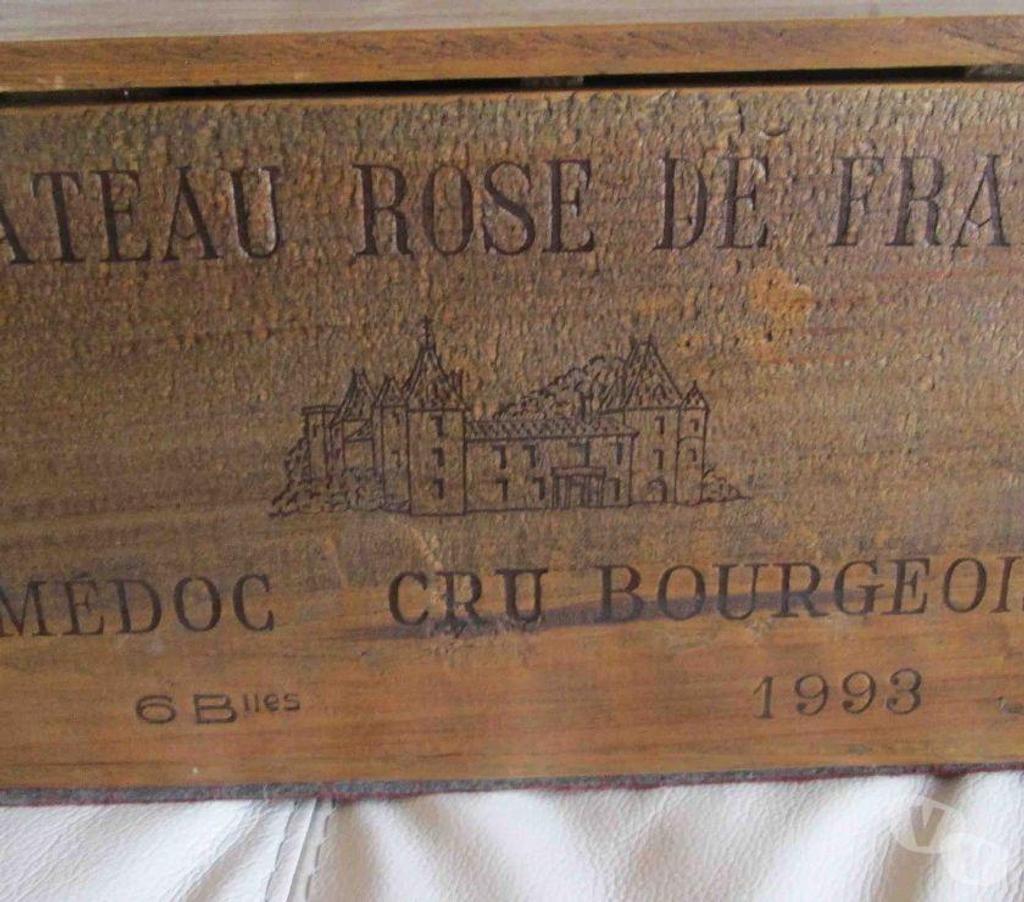 ATEAU ROSE DE FRA
MÉDOC CRU BOURGEOI
6 Blles 1993